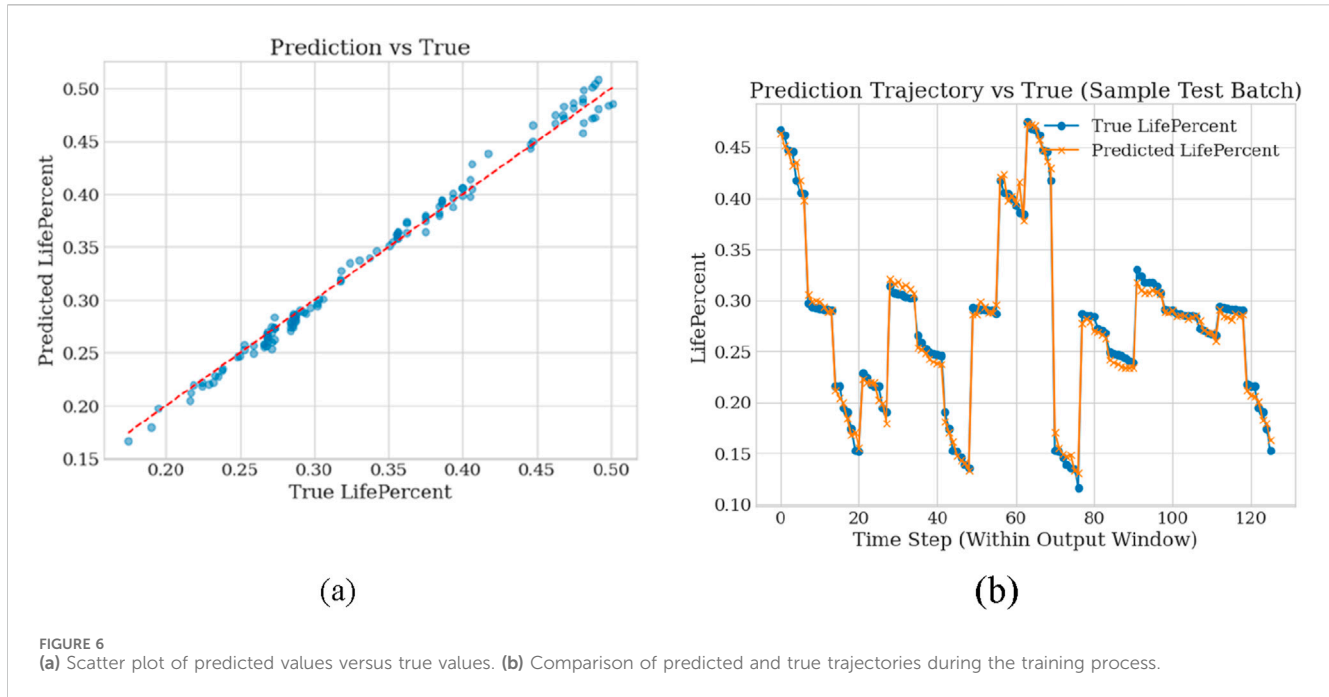 Prediction vs True
Predicted LifePercent
0.50
0.45
0.40
0.35
0.30
0.25
0.20
0.15
0.20 0.25 0.30 0.35 0.40 0.45 0.50
True LifePercent
(a)
Prediction Trajectory vs True (Sample Test Batch)
True LifePercent
Predicted LifePercent
LifePercent
0.45
0.40
0.35
0.30
0.25
0.20
0.15
0.10
0 20 40 60 80 100 120
Time Step (Within Output Window)
(b)
FIGURE 6
(a) Scatter plot of predicted values versus true values. (b) Comparison of predicted and true trajectories during the training process.